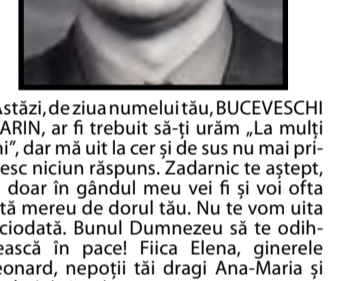 stăzi, de ziua numelui tău, BUCEVESCHI
ARIN, ar fi trebuit să-ți urăm „La mulți
ni”, dar mă uit la cer și de sus nu mai pri-
esc niciun răspuns. Zadarnic te aștept,
doar în gândul meu vei fi și voi ofta
tă mereu de dorul tău. Nu te vom uita
ciodată. Bunul Dumnezeu să te odih-
ească în pace! Fiica Elena, ginerele
eonard, nepoții tăi dragi Ana-Maria și